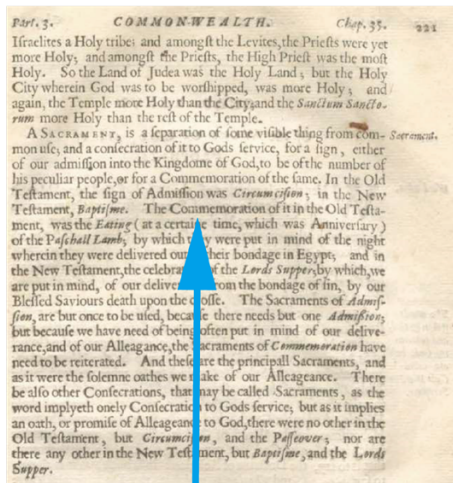 Part. 3. COMMON-WEALTH. Chap. 35. 221
Iſraelites a Holy tribe; and amongſt the Levites, the Prieſts were yet
more Holy; and amongſt the Prieſts, the High Prieſt was the moſt
Holy. So the Land of Judea was the Holy Land; but the Holy
City wherein God was to be worſhipped, was more Holy; and
again, the Temple more Holy than the City; and the Sanctum Sancto-
rum more Holy than the reſt of the Temple.
A SACRAMENT, is a ſeparation of ſome viſible thing from com- Sacrament.
mon uſe; and a conſecration of it to Gods ſervice, for a ſign, either
of our admiſſion into the Kingdome of God, to be of the number of
his peculiar people, or for a Commemoration of the ſame. In the Old
Teſtament, the ſign of Admiſſion was Circumciſion; in the New
Teſtament, Baptiſme. The Commemoration of it in the Old Teſta-
ment, was the Eating (at a certaine time, which was Anniverſary)
of the Paſchall Lamb; by which they were put in mind of the night
wherein they were delivered out their bondage in Egypt; and in
the New Teſtament, the of the Lords Supper; by which, we
are put in mind, of our from the bondage of ſin, by our
Bleſſed Saviours death upon the Croſſe. The Sacraments of Admiſ-
ſion, are but once to be uſed, becauſe there needs but one Admiſſion;
but becauſe we have need of being often put in mind of our delive-
rance, and of our Alleageance, the Sacraments of Commemoration have
need to be reiterated. And theſe are the principall Sacraments, and
as it were the ſolemne oathes we make of our Alleageance. There
be alſo other Conſecrations, that may be called Sacraments, as the
word implyeth onely Conſecration to Gods ſervice; but as it implies
an oath, or promiſe of Alleageance to God, there were no other in the
Old Teſtament, but Circumciſion, and the Paſſeover; nor are
there any other in the New Teſtament, but Baptiſme, and the Lords
Supper.